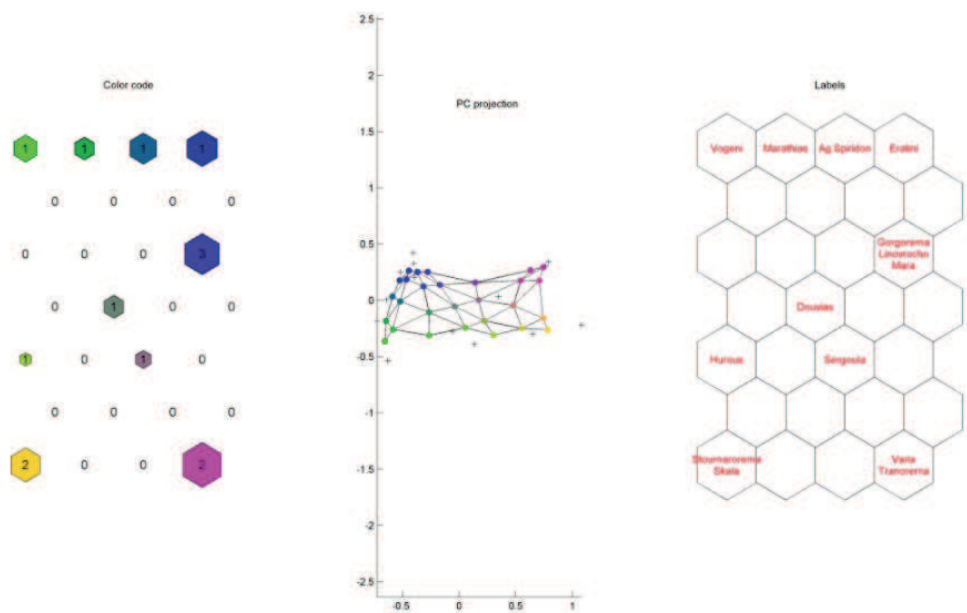 Color code
1 1 1 1
0 0 0 0
0 0 0 3
0 0 1 0
1 0 1 0
0 0 0 0
2 0 0 2
PC projection
2.5
2
1.5
1
0.5
0
-0.5
-1
-1.5
-2
-2.5
-0.5 0 0.5 1
Labels
Vogeni Marathias Ag.Spiridon Eratini
Gorgorema
Linovrocho
Mara
Douvias
Hurous Sergoula
Stournarorema
Skala
Varia
Tranorema